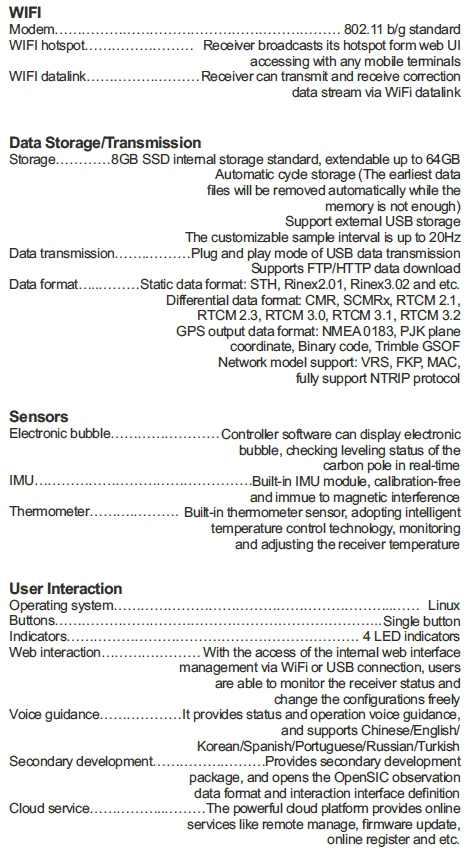 WIFI
Modem……………………………………………………802.11 b/g standard
WIFI hotspot…………………… Receiver broadcasts its hotspot form web UI
accessing with any mobile terminals
WIFI datalink……………………Receiver can transmit and receive correction
data stream via WiFi datalink
Data Storage/Transmission
Storage…………8GB SSD internal storage standard, extendable up to 64GB
Automatic cycle storage (The earliest data
files will be removed automatically while the
memory is not enough)
Support external USB storage
The customizable sample interval is up to 20Hz
Data transmission……………Plug and play mode of USB data transmission
Supports FTP/HTTP data download
Data format…...………Static data format: STH, Rinex2.01, Rinex3.02 and etc.
Differential data format: CMR, SCMRx, RTCM 2.1,
RTCM 2.3, RTCM 3.0, RTCM 3.1, RTCM 3.2
GPS output data format: NMEA 0183, PJK plane
coordinate, Binary code, Trimble GSOF
Network model support: VRS, FKP, MAC,
fully support NTRIP protocol
Sensors
Electronic bubble……………………Controller software can display electronic
bubble, checking leveling status of the
carbon pole in real-time
IMU…………………………………………Built-in IMU module, calibration-free
and immue to magnetic interference
Thermometer……………… Built-in thermometer sensor, adopting intelligent
temperature control technology, monitoring
and adjusting the receiver temperature
User Interaction
Operating system…………………………………………………...…… Linux
Buttons…………………………………………………………...Single button
Indicators…………………………………………………… 4 LED indicators
Web interaction…………………With the access of the internal web interface
management via WiFi or USB connection, users
are able to monitor the receiver status and
change the configurations freely
Voice guidance………………It provides status and operation voice guidance,
and supports Chinese/English/
Korean/Spanish/Portuguese/Russian/Turkish
Secondary development……………………Provides secondary development
package, and opens the OpenSIC observation
data format and interaction interface definition
Cloud service……………...………The powerful cloud platform provides online
services like remote manage, firmware update,
online register and etc.